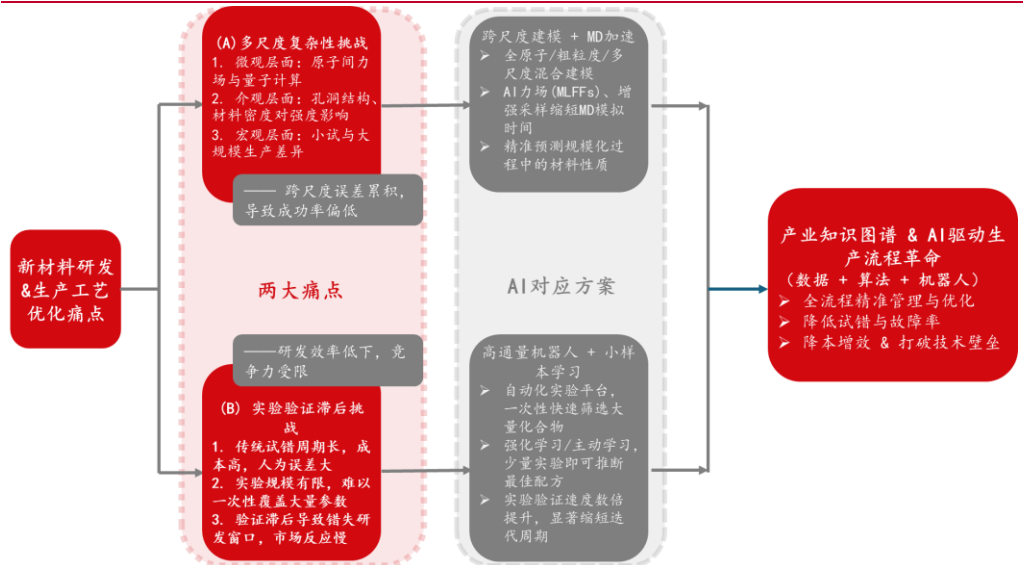 新材料研发
&生产工艺
优化痛点
(A)多尺度复杂性挑战
1. 微观层面：原子间力
场与量子计算
2. 介观层面：孔洞结构、
材料密度对强度影响
3. 宏观层面：小试与大
规模生产差异
—— 跨尺度误差累积，
导致成功率偏低
两大痛点
——研发效率低下，竞
争力受限
(B) 实验验证滞后挑
战
1. 传统试错周期长，成
本高，人为误差大
2. 实验规模有限，难以
一次性覆盖大量参数
3. 验证滞后导致错失研
发窗口，市场反应慢
跨尺度建模 + MD加速
➢ 全原子/粗粒度/多
尺度混合建模
➢ AI力场(MLFFs)、增
强采样缩短MD模拟
时间
➢ 精准预测规模化过
程中的材料性质
AI对应方案
高通量机器人 + 小样
本学习
➢ 自动化实验平台，
一次性快速筛选大
量化合物
➢ 强化学习/主动学习，
少量实验即可推断
最佳配方
➢ 实验验证速度数倍
提升，显著缩短迭
代周期
产业知识图谱 & AI驱动生
产流程革命
(数据 + 算法 + 机器人)
➢ 全流程精准管理与优化
➢ 降低试错与故障率
➢ 降本增效 & 打破技术壁垒